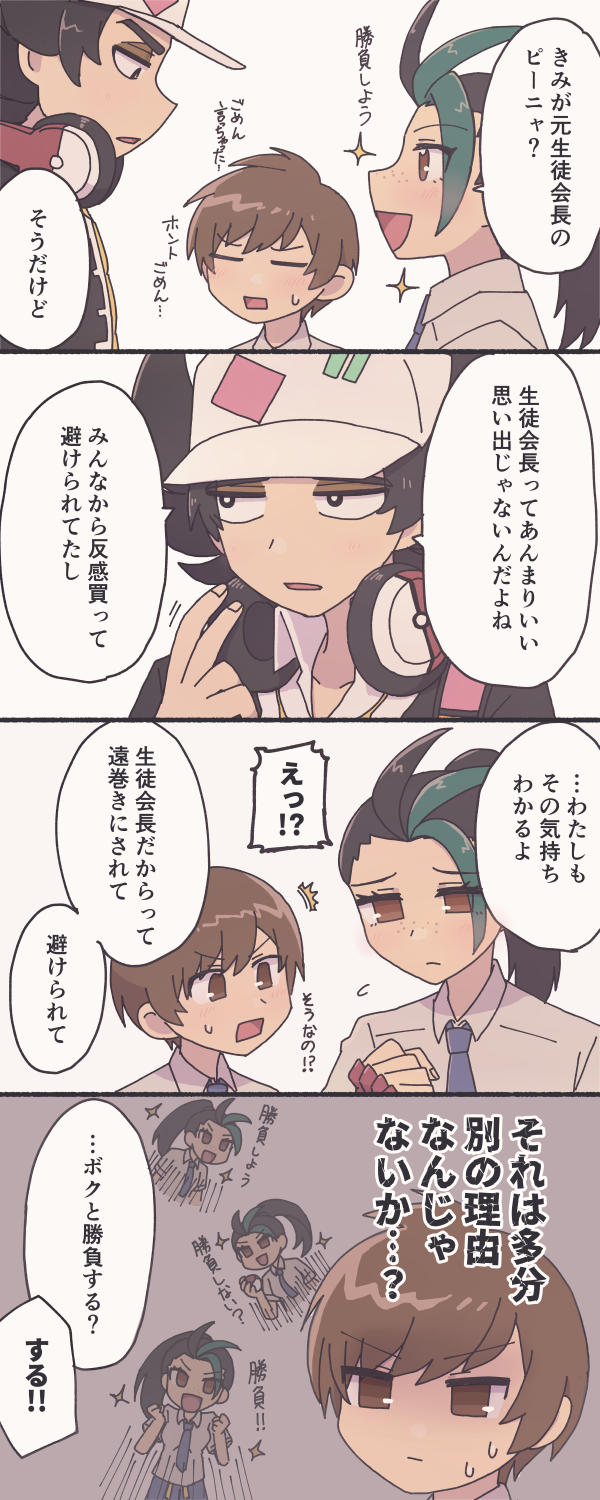 きみが元生徒会長の
ピーニャ?
勝負しよう
ごめん
言っちゃった!
ホント
ごめん…
そうだけど
生徒会長ってあんまりいい
思い出じゃないんだよね
みんなから反感買って
避けられてたし
…わたしも
その気持ち
わかるよ
えっ!?
生徒会長だからって
遠巻きにされて
避けられて
そうなの!?
それは多分
別の理由
なんじゃ
ないか…?
勝負しよう
勝負しない?
勝負!!
…ボクと勝負する?
する!!